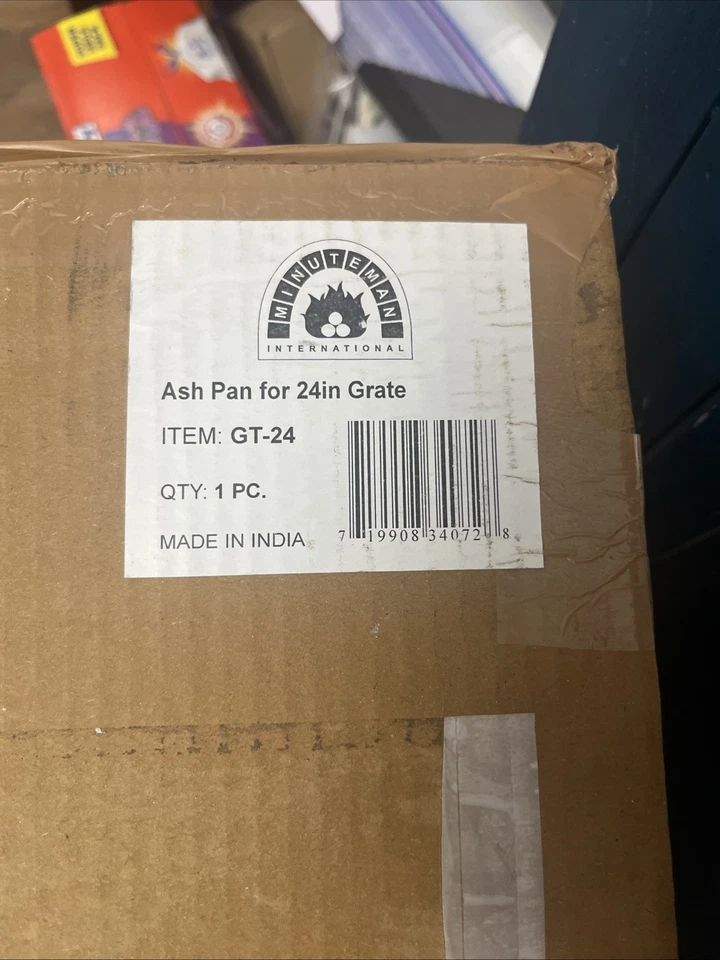 MINUTEMAN
INTERNATIONAL
Ash Pan for 24in Grate
ITEM: GT-24
QTY: 1 PC.
MADE IN INDIA
7 19908 34072 8